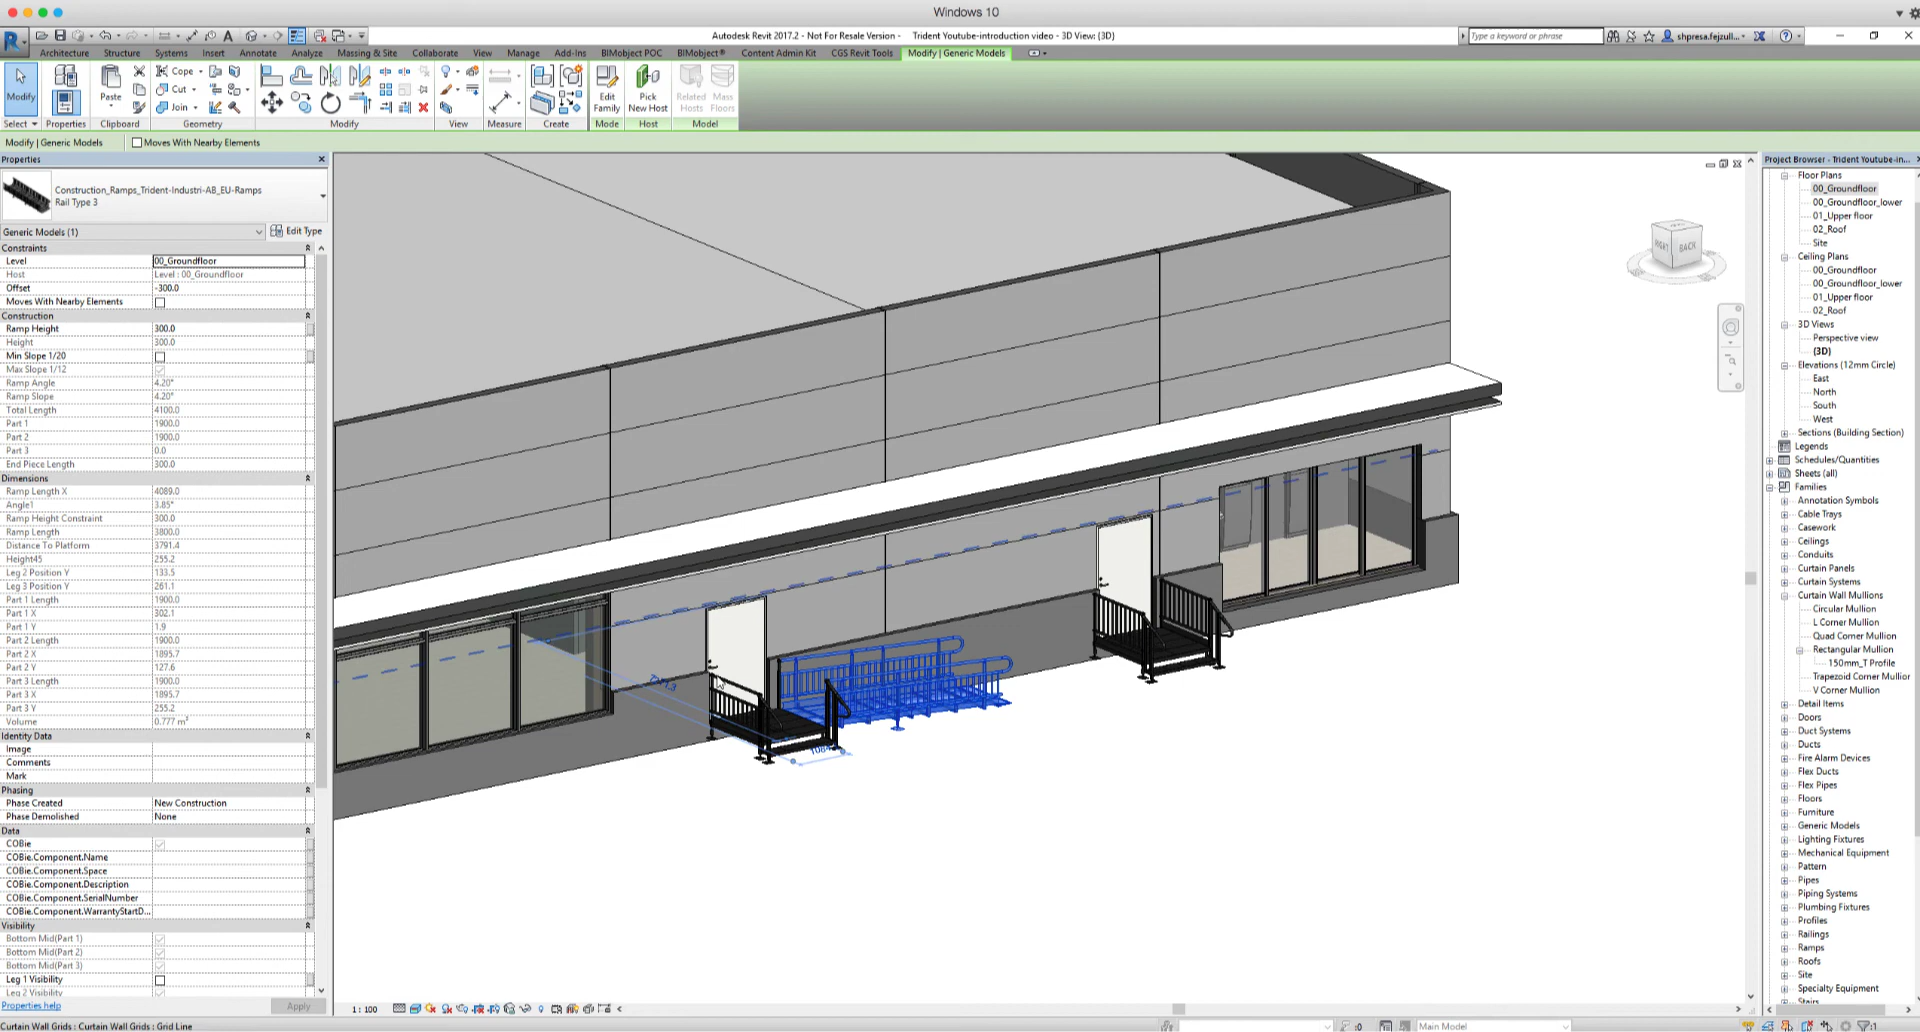 Windows 10
Autodesk Revit 2017.2 - Not For Resale Version - Trident Youtube-introduction video - 3D View: {3D}
Type a keyword or phrase
shpresa.fejzull...
Architecture Structure Systems Insert Annotate Analyze Massing & Site Collaborate View Manage Add-Ins BIMobject POC BIMobject® Content Admin Kit CGS Revit Tools Modify | Generic Models
Modify
Paste
Cope
Cut
Join
Edit Family
Pick New Host
Related Hosts
Mass Floors
Select Properties Clipboard Geometry Modify View Measure Create Mode Host Model
Modify | Generic Models Moves With Nearby Elements
Properties
Construction_Ramps_Trident-Industri-AB_EU-Ramps
Rail Type 3
Generic Models (1) Edit Type
Constraints
Level 00_Groundfloor
Host Level : 00_Groundfloor
Offset -300.0
Moves With Nearby Elements
Construction
Ramp Height 300.0
Height 300.0
Min Slope 1/20
Max Slope 1/12
Ramp Angle 4.20°
Ramp Slope 4.20°
Total Length 4100.0
Part 1 1900.0
Part 2 1900.0
Part 3 0.0
End Piece Length 300.0
Dimensions
Ramp Length X 4089.0
Angle1 3.85°
Ramp Height Constraint 300.0
Ramp Length 3800.0
Distance To Platform 3791.4
Height45 255.2
Leg 2 Position Y 133.5
Leg 3 Position Y 261.1
Part 1 Length 1900.0
Part 1 X 302.1
Part 1 Y 1.9
Part 2 Length 1900.0
Part 2 X 1895.7
Part 2 Y 127.6
Part 3 Length 1900.0
Part 3 X 1895.7
Part 3 Y 255.2
Volume 0.777 m³
Identity Data
Image
Comments
Mark
Phasing
Phase Created New Construction
Phase Demolished None
Data
COBie
COBie.Component.Name
COBie.Component.Space
COBie.Component.Description
COBie.Component.SerialNumber
COBie.Component.WarrantyStartD...
Visibility
Bottom Mid(Part 1)
Bottom Mid(Part 2)
Bottom Mid(Part 3)
Leg 1 Visibility
Leg 2 Visibility
Properties help Apply
RIGHT BACK
1 : 100
Curtain Wall Grids : Curtain Wall Grids : Grid Line
:0
Main Model
:1
Project Browser - Trident Youtube-in...
Floor Plans
00_Groundfloor
00_Groundfloor_lower
01_Upper floor
02_Roof
Site
Ceiling Plans
00_Groundfloor
00_Groundfloor_lower
01_Upper floor
02_Roof
3D Views
Perspective view
{3D}
Elevations (12mm Circle)
East
North
South
West
Sections (Building Section)
Legends
Schedules/Quantities
Sheets (all)
Families
Annotation Symbols
Cable Trays
Casework
Ceilings
Conduits
Curtain Panels
Curtain Systems
Curtain Wall Mullions
Circular Mullion
L Corner Mullion
Quad Corner Mullion
Rectangular Mullion
150mm_T Profile
Trapezoid Corner Mullior
V Corner Mullion
Detail Items
Doors
Duct Systems
Ducts
Fire Alarm Devices
Flex Ducts
Flex Pipes
Floors
Furniture
Generic Models
Lighting Fixtures
Mechanical Equipment
Pattern
Pipes
Piping Systems
Plumbing Fixtures
Profiles
Railings
Ramps
Roofs
Site
Specialty Equipment
Stairs